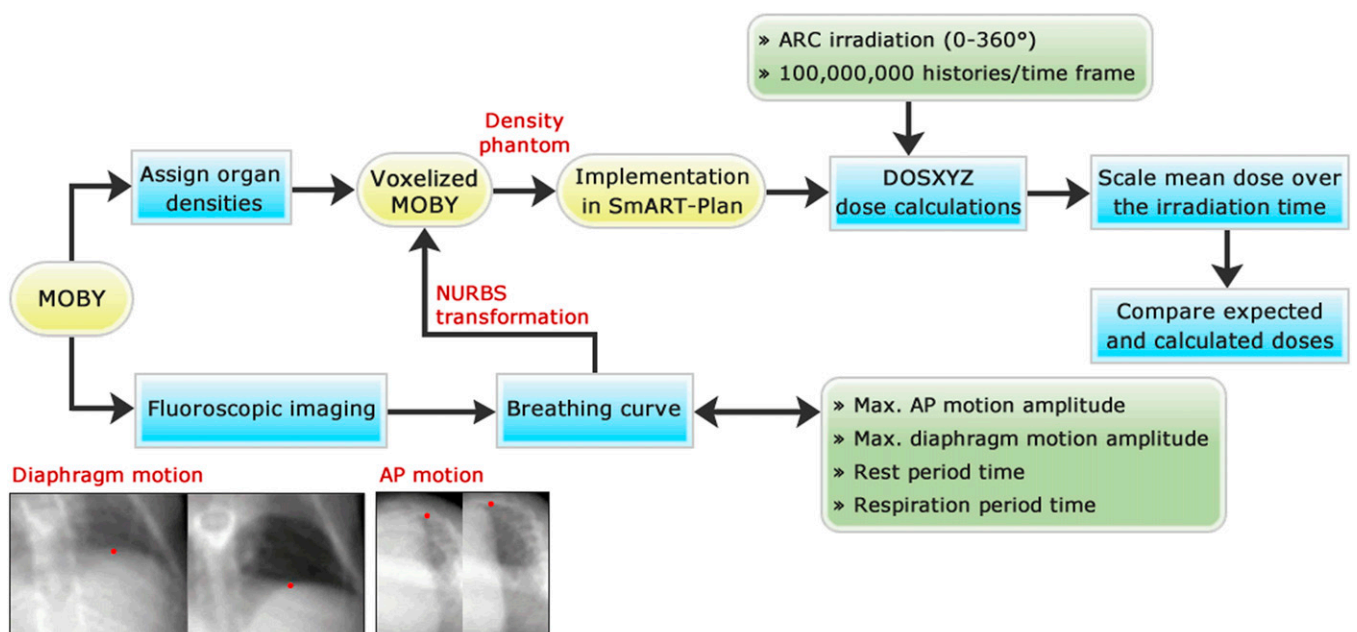 » ARC irradiation (0-360°)
» 100,000,000 histories/time frame
Density
phantom
Assign organ
densities
Voxelized
MOBY
Implementation
in SmART-Plan
DOSXYZ
dose calculations
Scale mean dose over
the irradiation time
MOBY
NURBS
transformation
Compare expected
and calculated doses
Fluoroscopic imaging
Breathing curve
» Max. AP motion amplitude
» Max. diaphragm motion amplitude
» Rest period time
» Respiration period time
Diaphragm motion
AP motion